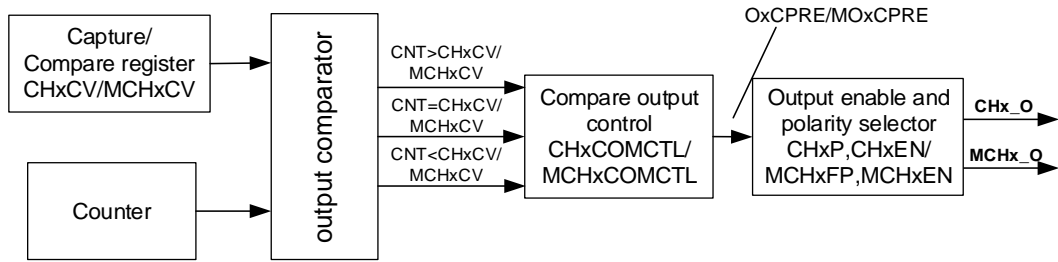 Capture/
Compare register
CHxCV/MCHxCV
Counter
output comparator
CNT>CHxCV/
MCHxCV
CNT=CHxCV/
MCHxCV
CNT<CHxCV/
MCHxCV
Compare output
control
CHxCOMCTL/
MCHxCOMCTL
OxCPRE/MOxCPRE
Output enable and
polarity selector
CHxP,CHxEN/
MCHxFP,MCHxEN
CHx_O
MCHx_O